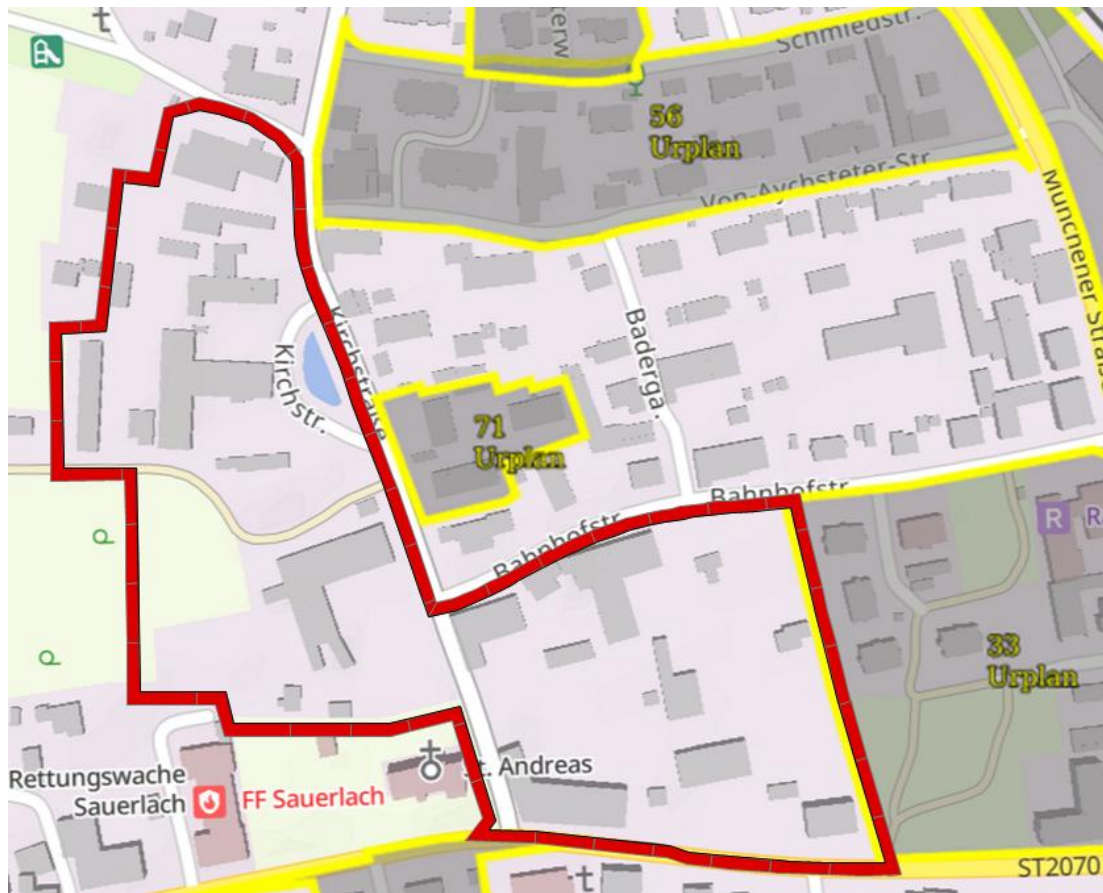 Schmiedstr.
56
Urplan
Von-Aychsteter-Str.
Münchener Straße
Kirchstraße
Kirchstr.
Baderga.
71
Urplan
Bahnhofstr.
Bahnhofstr.
R
33
Urplan
St. Andreas
Rettungswache
Sauerlach
FF Sauerlach
ST2070